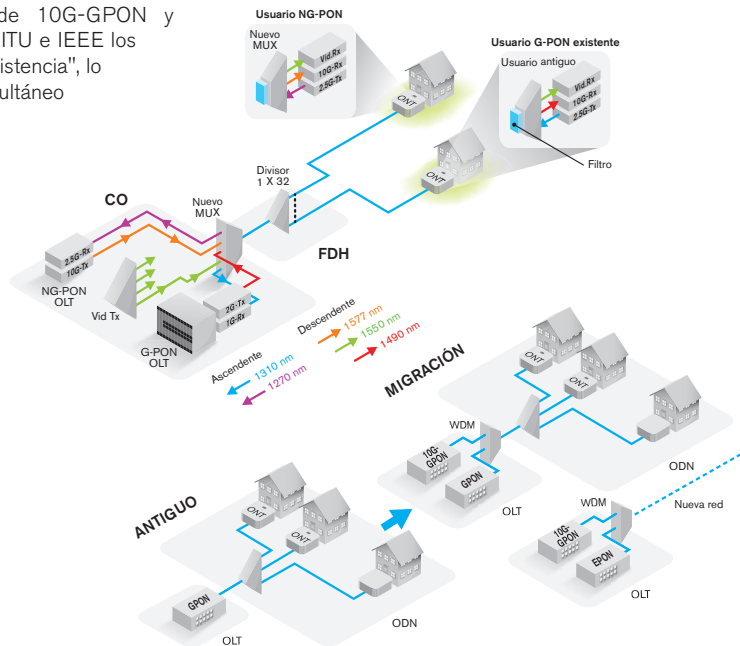 de 10G-GPON y
ITU e IEEE los
istencia", lo
ultáneo
Usuario NG-PON
Nuevo
MUX
Vid.Rx
10G-Rx
2.5G-Tx
ONT
Usuario G-PON existente
Usuario antiguo
Vid.Rx
10G-Rx
2.5G-Tx
Filtro
ONT
Divisor
1 X 32
FDH
CO
Nuevo
MUX
2.5G-Rx
10G-Tx
NG-PON
OLT
Vid Tx
2G-Tx
1G-Rx
G-PON
OLT
Ascendente
1310 nm
1270 nm
Descendente
1577 nm
1550 nm
1490 nm
MIGRACIÓN
ONT
ONT
WDM
10G-
GPON
GPON
OLT
ODN
ANTIGUO
ONT
ONT
GPON
OLT
ODN
WDM
Nueva red
10G-
GPON
EPON
OLT